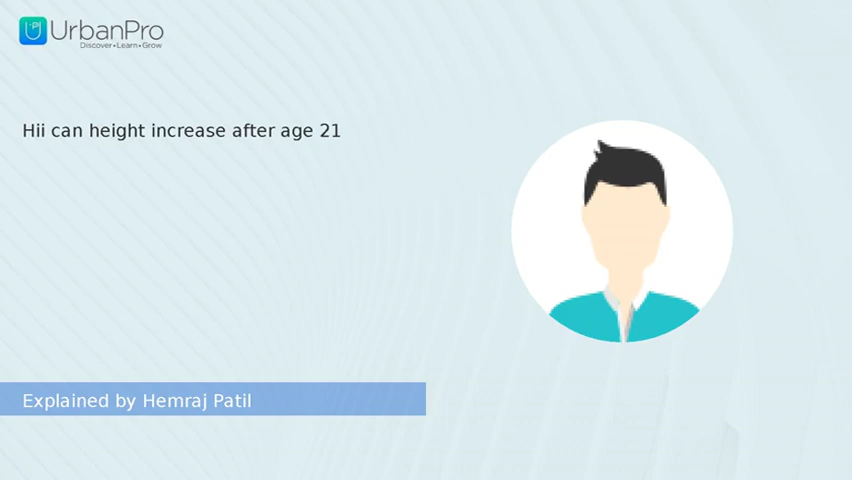 UrbanPro
Discover•Learn•Grow
Hii can height increase after age 21
Explained by Hemraj Patil